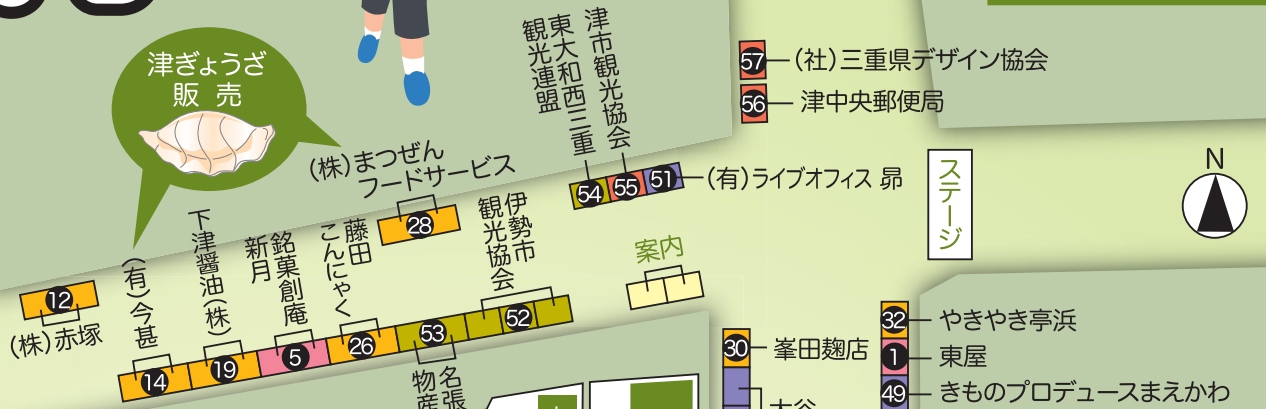 津ぎょうざ
販売
(株)まつぜん
フードサービス
28
東大和西三重
観光連盟
54
津市観光協会
55
51
(有)ライブオフィス 昴
57
(社)三重県デザイン協会
56
津中央郵便局
ステージ
N
12
(株)赤塚
(有)今甚
14
下津醤油(株)
19
銘菓創庵
新月
5
藤田
こんにゃく
26
53
名張
物産
伊勢市
観光協会
52
案内
30
峯田麹店
大谷
32
やきやき亭浜
1
東屋
49
きものプロデュースまえかわ